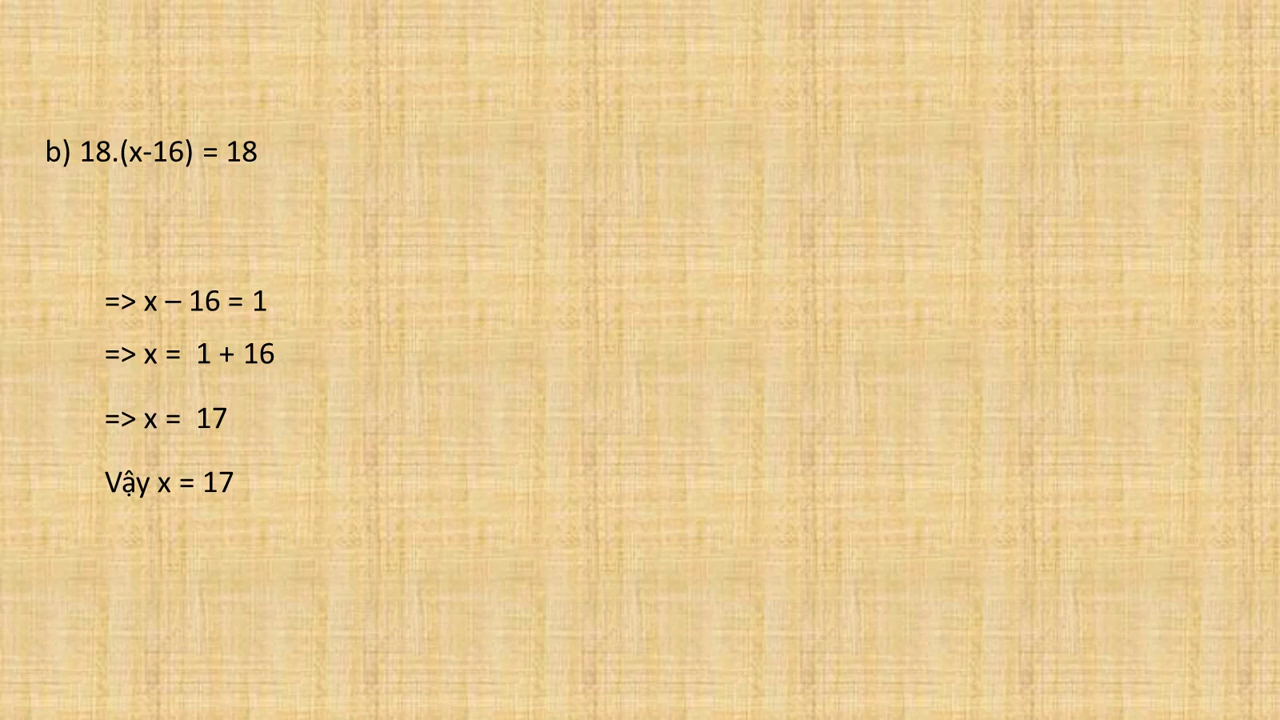 b) 18.(x-16) = 18
=> x – 16 = 1
=> x = 1 + 16
=> x = 17
Vậy x = 17